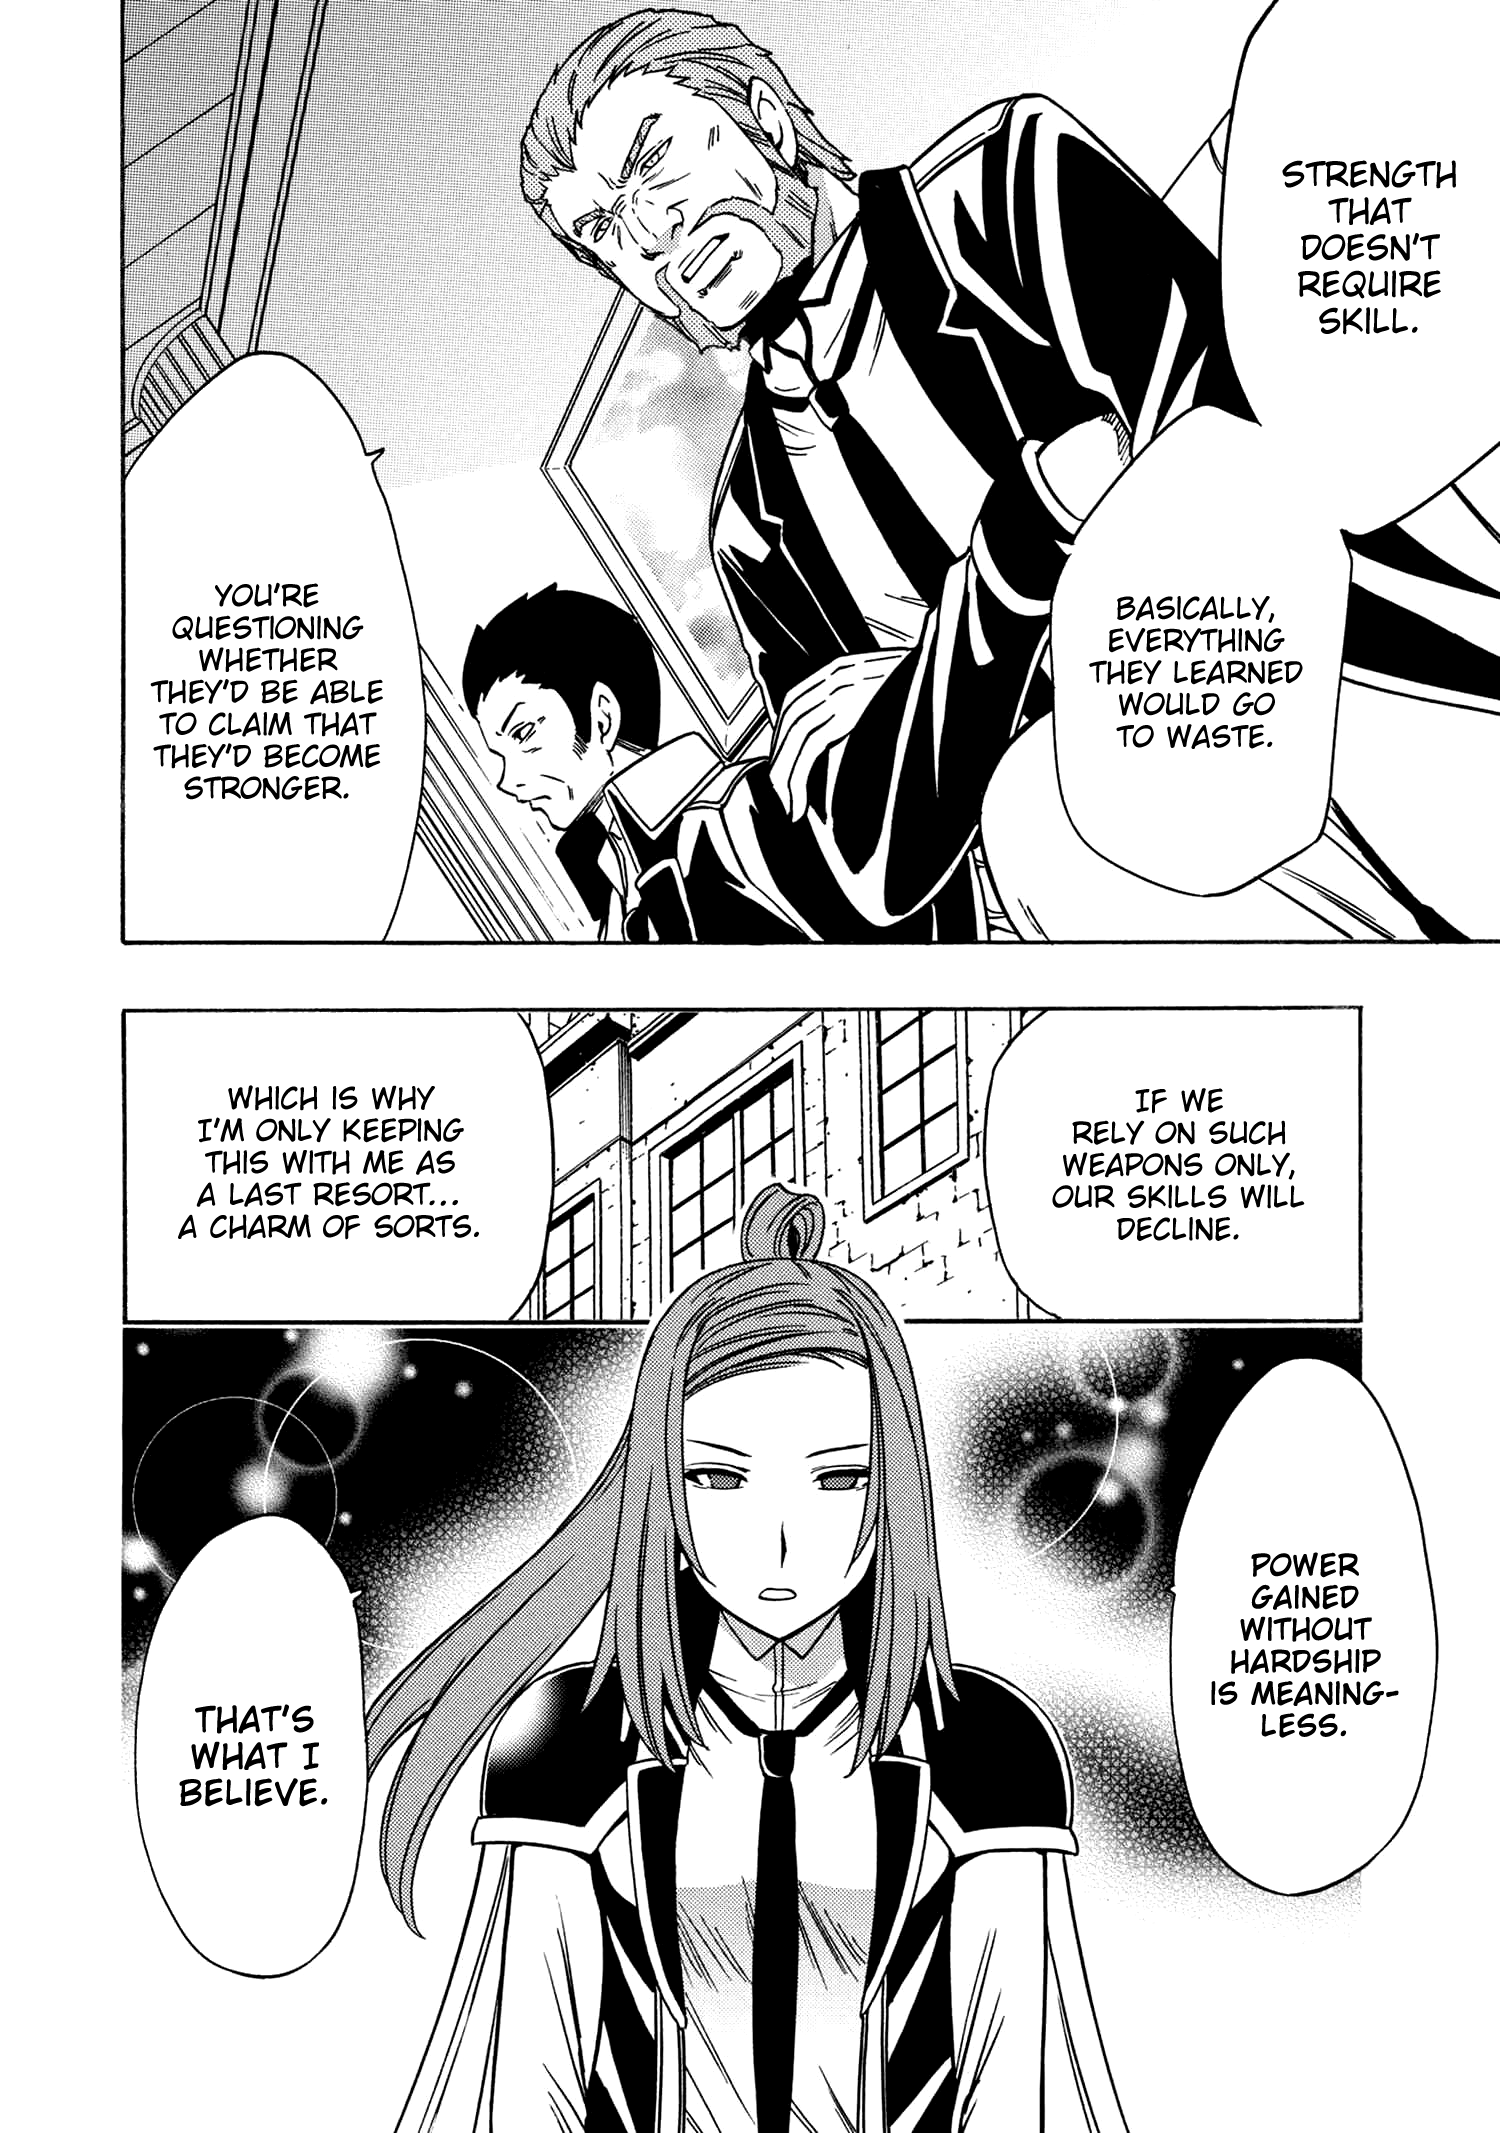 STRENGTH
THAT
DOESN'T
REQUIRE
SKILL.
BASICALLY,
EVERYTHING
THEY LEARNED
WOULD GO
TO WASTE.
YOU'RE
QUESTIONING
WHETHER
THEY'D BE ABLE
TO CLAIM THAT
THEY'D BECOME
STRONGER.
IF WE
RELY ON SUCH
WEAPONS ONLY,
OUR SKILLS WILL
DECLINE.
WHICH IS WHY
I'M ONLY KEEPING
THIS WITH ME AS
A LAST RESORT...
A CHARM OF SORTS.
POWER
GAINED
WITHOUT
HARDSHIP
IS MEANING-
LESS.
THAT'S
WHAT I
BELIEVE.